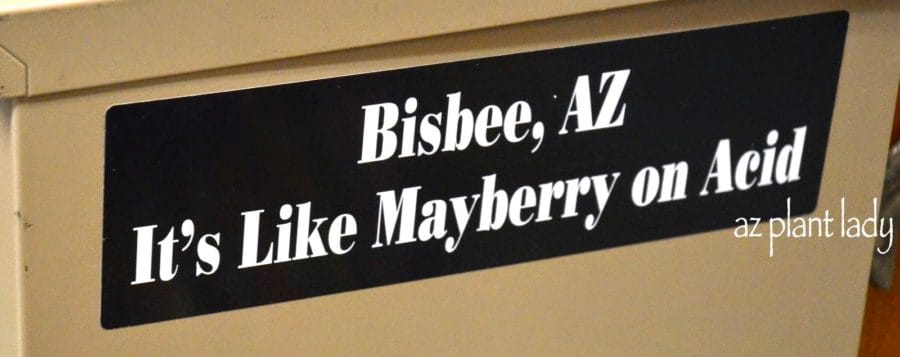 Bisbee, AZ
It's Like Mayberry on Acid
az plant lady